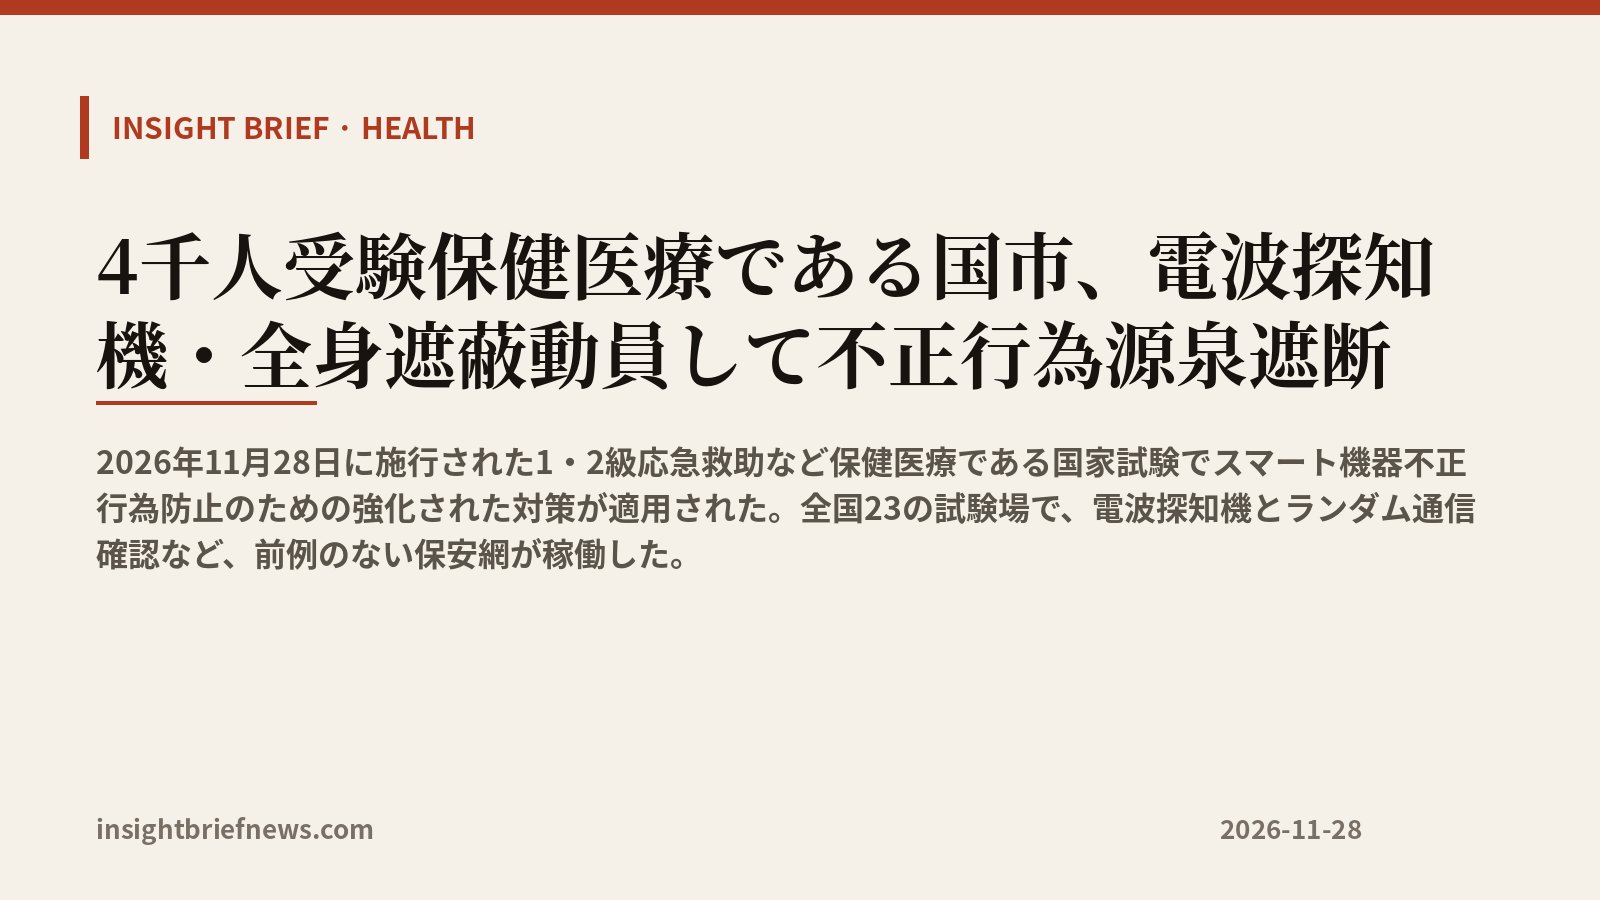 INSIGHT BRIEF · HEALTH
4千人受験保健医療である国市、電波探知
機・全身遮蔽動員して不正行為源泉遮断
2026年11月28日に施行された1・2級応急救助など保健医療である国家試験でスマート機器不正
行為防止のための強化された対策が適用された。全国23の試験場で、電波探知機とランダム通信
確認など、前例のない保安網が稼働した。
insightbriefnews.com
2026-11-28